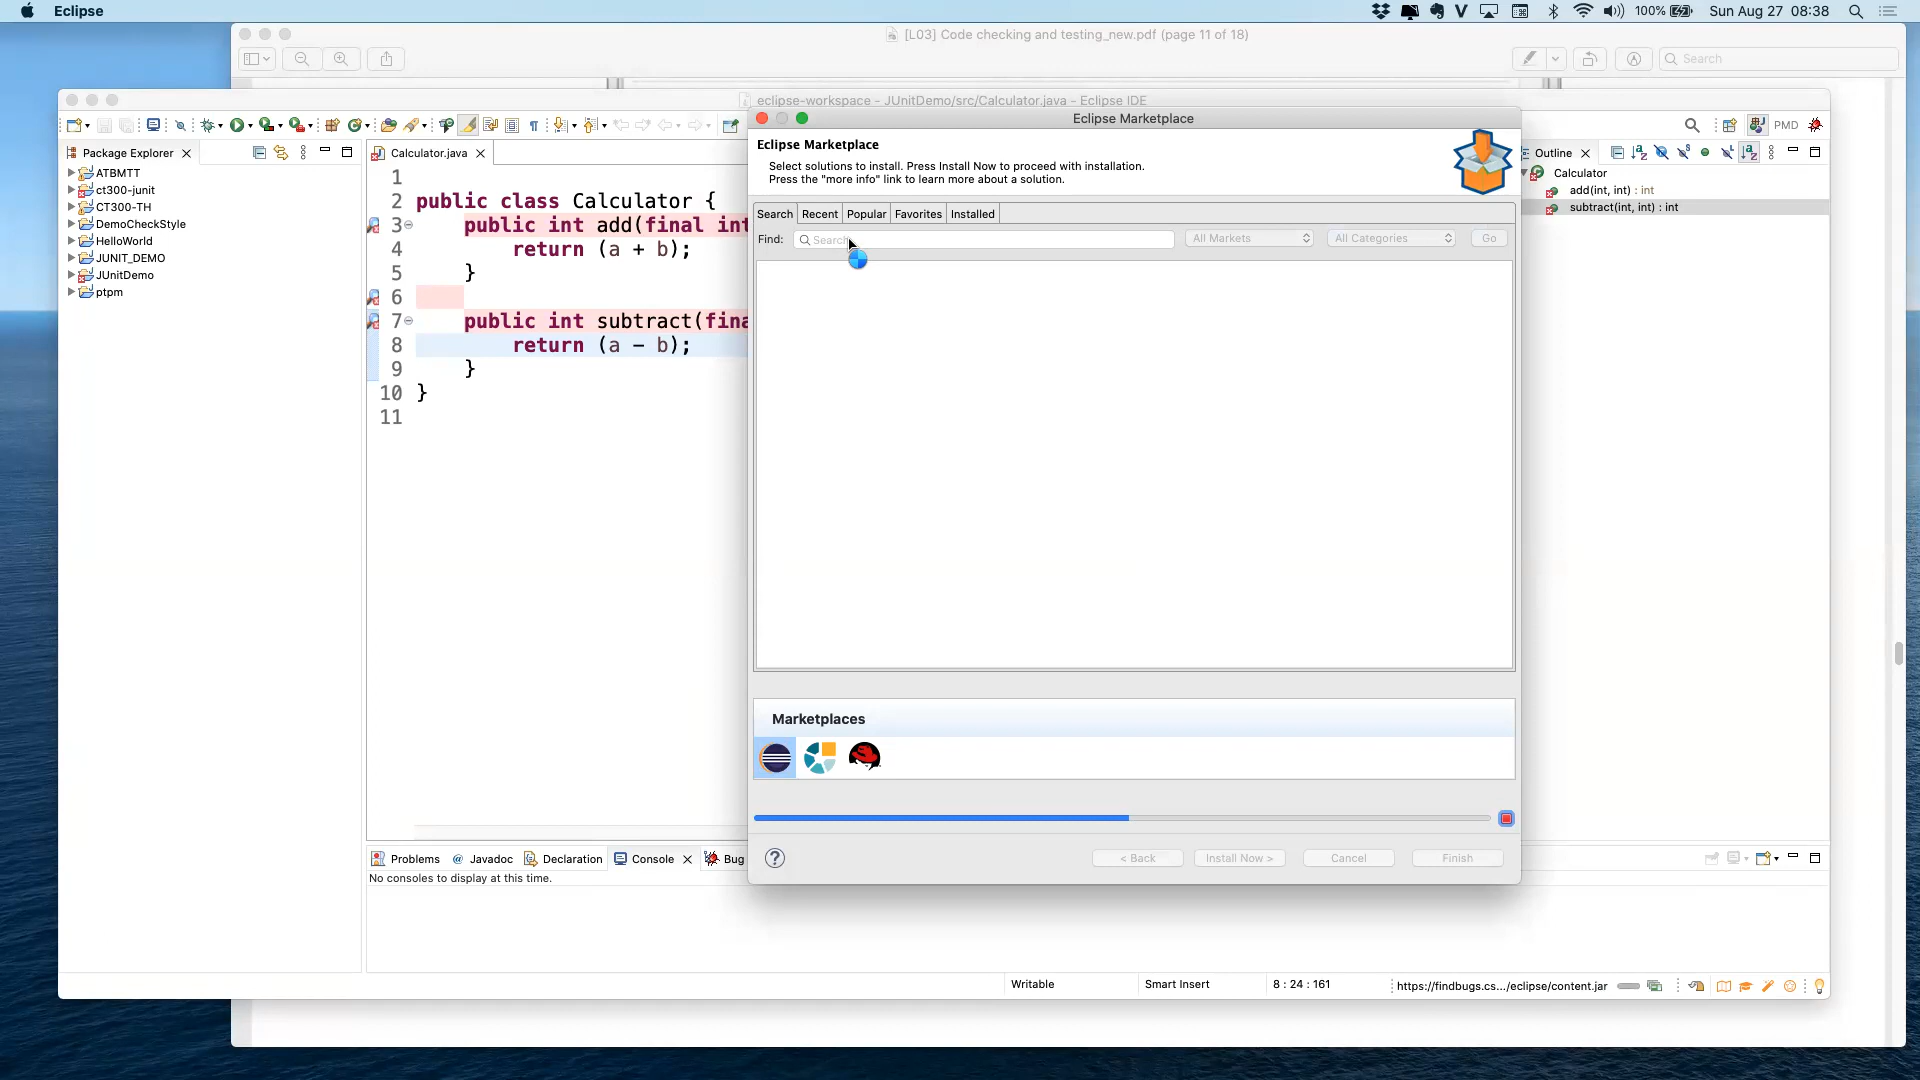 Eclipse
100%
Sun Aug 27 08:38
[L03] Code checking and testing_new.pdf (page 11 of 18)
Search
eclipse-workspace - JUnitDemo/src/Calculator.java - Eclipse IDE
PMD
Package Explorer
ATBMTT
ct300-junit
CT300-TH
DemoCheckStyle
HelloWorld
JUNIT_DEMO
JUnitDemo
ptpm
Calculator.java
1
2 public class Calculator {
3 public int add(final int
4 return (a + b);
5 }
6
7 public int subtract(fina
8 return (a - b);
9 }
10 }
11
Eclipse Marketplace
Eclipse Marketplace
Select solutions to install. Press Install Now to proceed with installation.
Press the "more info" link to learn more about a solution.
Search Recent Popular Favorites Installed
Find: Search All Markets All Categories Go
Marketplaces
? < Back Install Now > Cancel Finish
Outline
Calculator
add(int, int) : int
subtract(int, int) : int
Problems @ Javadoc Declaration Console Bug
No consoles to display at this time.
Writable Smart Insert 8 : 24 : 161 https://findbugs.cs.../eclipse/content.jar